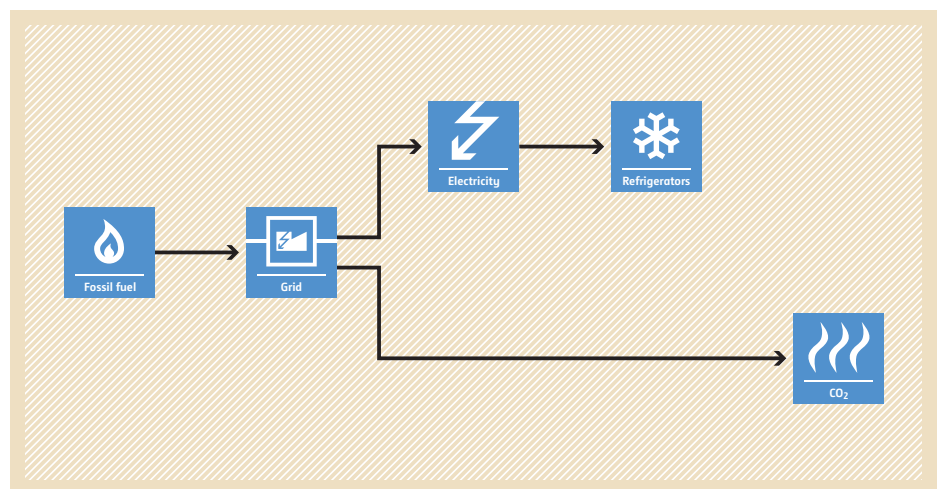 Electricity
Refrigerators
Fossil fuel
Grid
CO₂